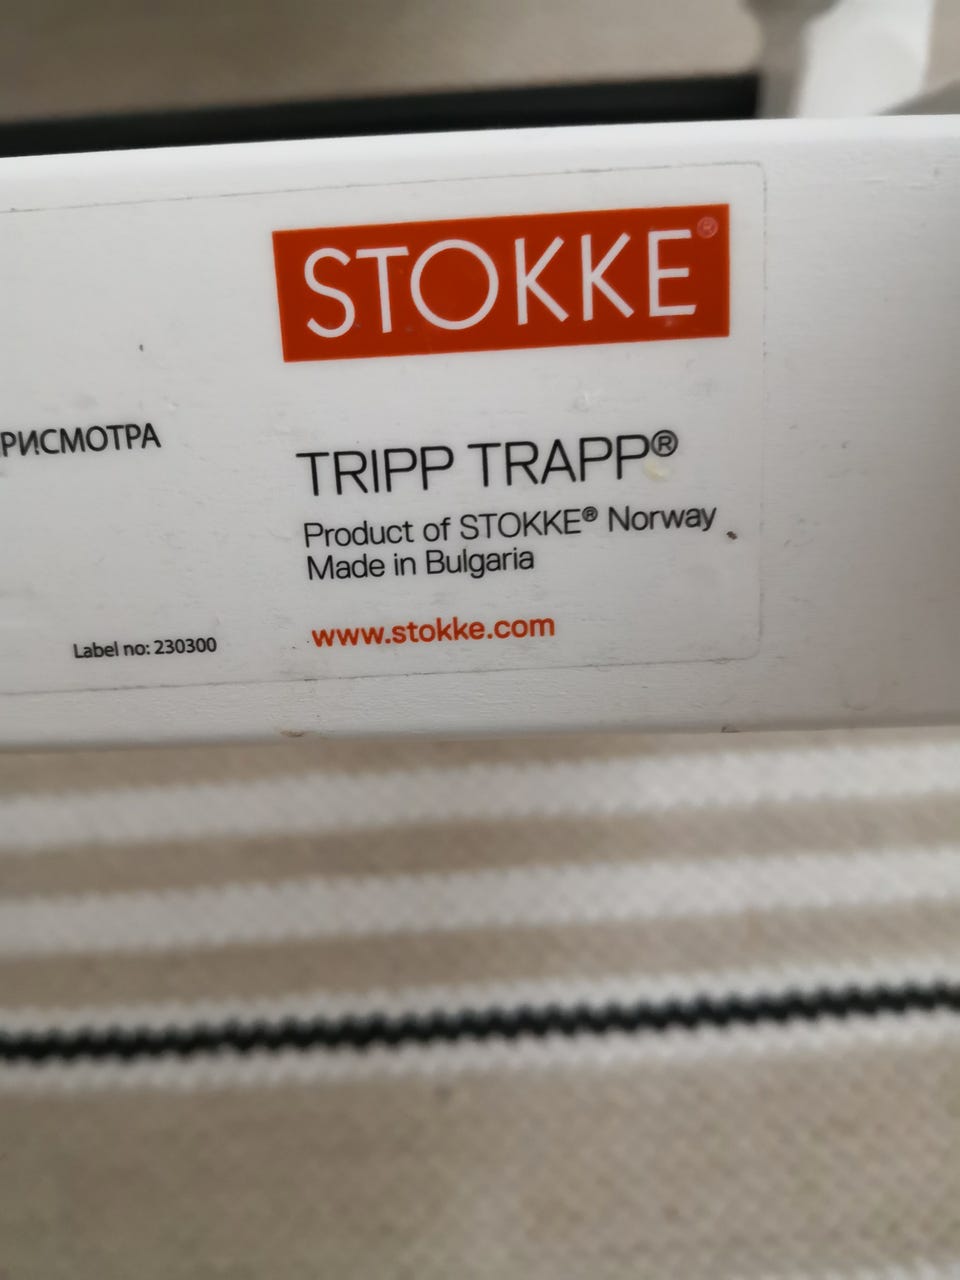 STOKKE®
РИСМОТРА
TRIPP TRAPP®
Product of STOKKE® Norway
Made in Bulgaria
Label no: 230300
www.stokke.com